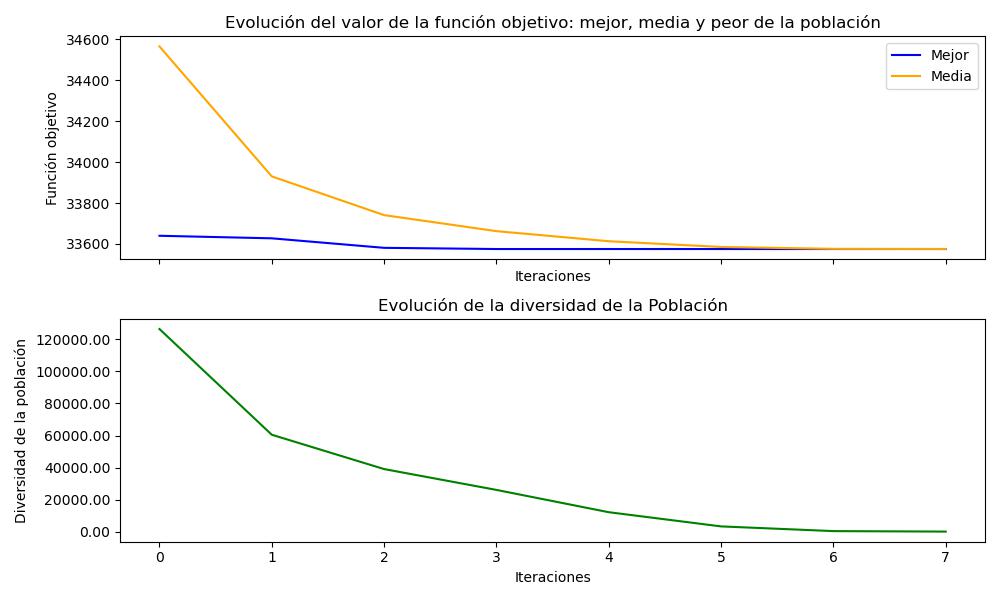 Evolución del valor de la función objetivo: mejor, media y peor de la población
34600
34400
34200
34000
33800
33600
Función objetivo
Mejor
Media
Iteraciones
Evolución de la diversidad de la Población
120000.00
100000.00
80000.00
60000.00
40000.00
20000.00
0.00
Diversidad de la población
0 1 2 3 4 5 6 7
Iteraciones